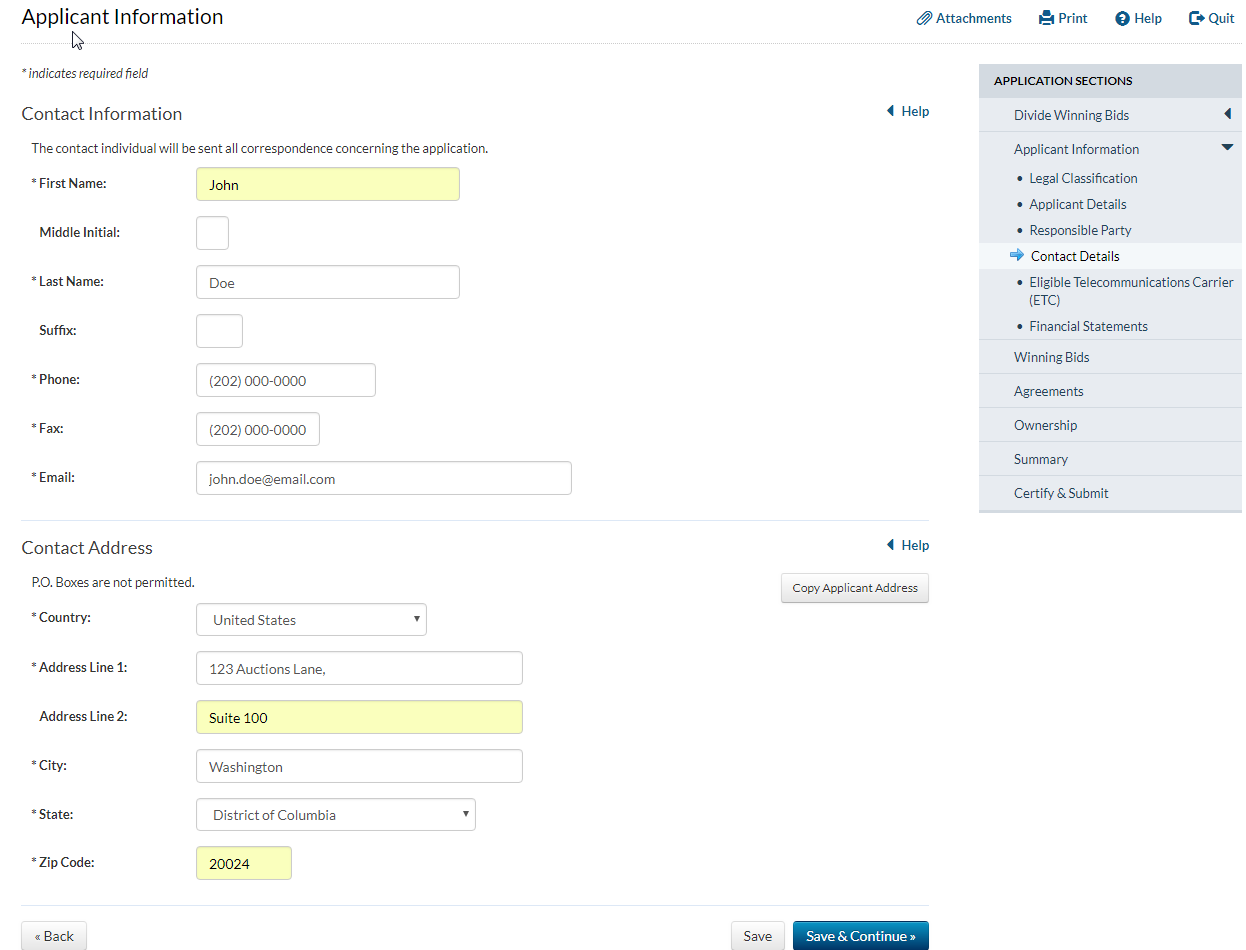 Applicant Information
Attachments Print Help Quit
* indicates required field
Contact Information
Help
The contact individual will be sent all correspondence concerning the application.
* First Name: John
Middle Initial:
* Last Name: Doe
Suffix:
* Phone: (202) 000-0000
* Fax: (202) 000-0000
* Email: john.doe@email.com
Contact Address
Help
P.O. Boxes are not permitted.
Copy Applicant Address
* Country: United States
* Address Line 1: 123 Auctions Lane,
Address Line 2: Suite 100
* City: Washington
* State: District of Columbia
* Zip Code: 20024
« Back
Save
Save & Continue »
APPLICATION SECTIONS
Divide Winning Bids
Applicant Information
• Legal Classification
• Applicant Details
• Responsible Party
Contact Details
• Eligible Telecommunications Carrier
(ETC)
• Financial Statements
Winning Bids
Agreements
Ownership
Summary
Certify & Submit